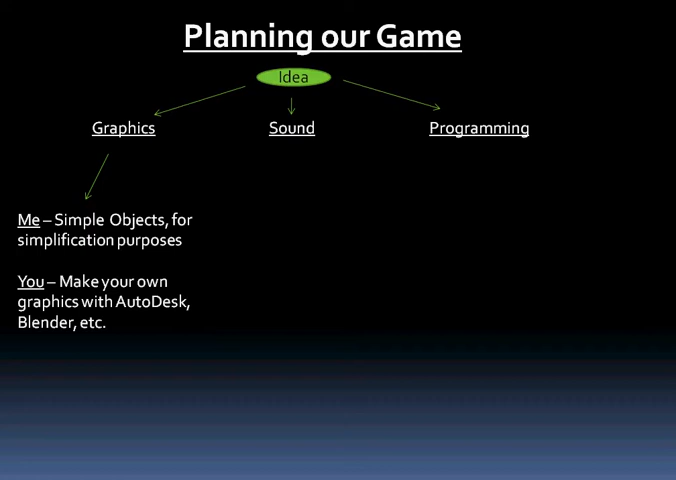 Planning our Game
Idea
Graphics
Sound
Programming
Me – Simple Objects, for
simplification purposes
You – Make your own
graphics with AutoDesk,
Blender, etc.